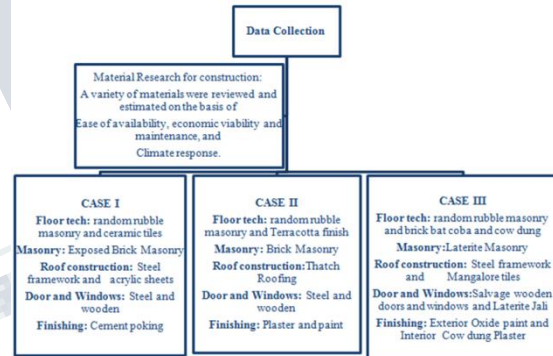 Data Collection
Material Research for construction:
A variety of materials were reviewed and
estimated on the basis of
Ease of availability, economic viability and
maintenance, and
Climate response.
CASE I
Floor tech: random rubble
masonry and ceramic tiles
Masonry: Exposed Brick Masonry
Roof construction: Steel
framework and acrylic sheets
Door and Windows: Steel and
wooden
Finishing: Cement poking
CASE II
Floor tech: random rubble
masonry and Terracotta finish
Masonry: Brick Masonry
Roof construction:Thatch
Roofing
Door and Windows: Steel and
wooden
Finishing: Plaster and paint
CASE III
Floor tech: random rubble masonry
and brick bat coba and cow dung
Masonry:Laterite Masonry
Roof construction: Steel framework
and Mangalore tiles
Door and Windows:Salvage wooden
doors and windows and Laterite Jali
Finishing: Exterior Oxide paint and
Interior Cow dung Plaster